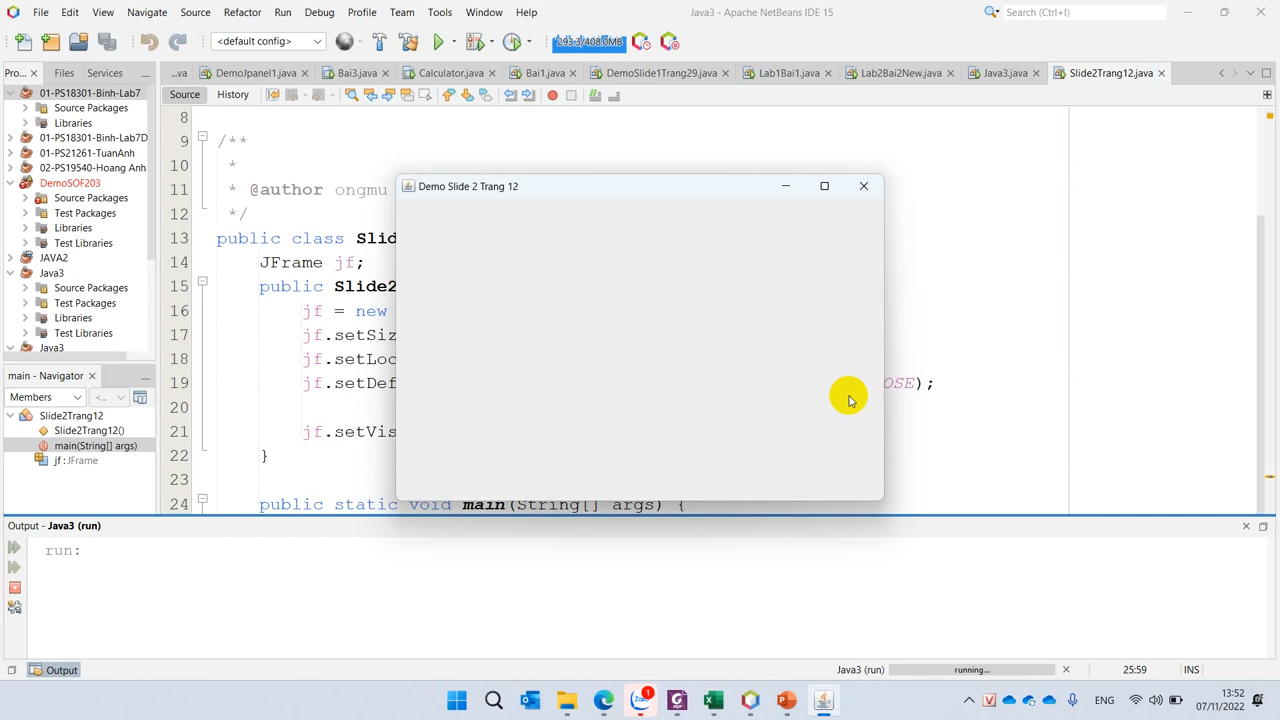 File Edit View Navigate Source Refactor Run Debug Profile Team Tools Window Help
Java3 - Apache NetBeans IDE 15
Search (Ctrl+I)
<default config>
293.3/408.0MB
Pro...
Files
Services
...va
DemoJpanel1.java
Bai3.java
Calculator.java
Bai1.java
DemoSlide1Trang29.java
Lab1Bai1.java
Lab2Bai2New.java
Java3.java
Slide2Trang12.java
01-PS18301-Binh-Lab7
Source Packages
Libraries
01-PS18301-Binh-Lab7D
01-PS21261-TuanAnh
02-PS19540-Hoang Anh
DemoSOF203
Source Packages
Test Packages
Libraries
Test Libraries
JAVA2
Java3
Source Packages
Test Packages
Libraries
Test Libraries
Java3
main - Navigator
Members
<..
Slide2Trang12
Slide2Trang12()
main(String[] args)
jf : JFrame
Source
History
8
9 /**
10 *
11 * @author ongmu
12 */
13 public class Slid
14 JFrame jf;
15 public Slide2
16 jf = new
17 jf.setSiz
18 jf.setLoc
19 jf.setDef OSE);
20
21 jf.setVis
22 }
23
24 public static void main(String[] args) {
Demo Slide 2 Trang 12
Output - Java3 (run)
run:
Output
Java3 (run)
running...
25:59
INS
Zalo
1
PDF
ENG
13:52
07/11/2022